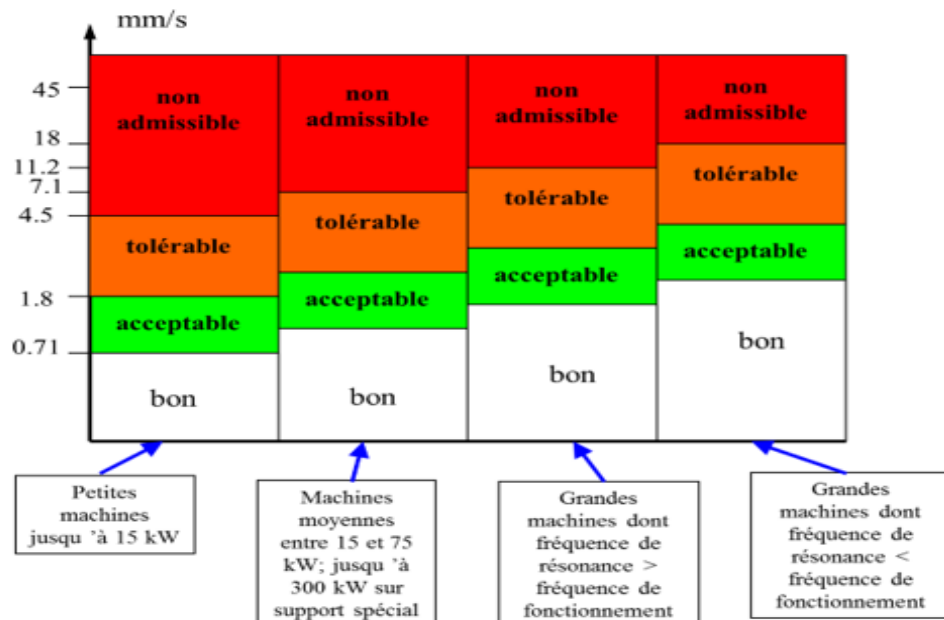 mm/s
45
18
11.2
7.1
4.5
1.8
0.71
non
admissible
tolérable
acceptable
bon
non
admissible
tolérable
acceptable
bon
non
admissible
tolérable
acceptable
bon
non
admissible
tolérable
acceptable
bon
Petites
machines
jusqu ’à 15 kW
Machines
moyennes
entre 15 et 75
kW; jusqu ’à
300 kW sur
support spécial
Grandes
machines dont
fréquence de
résonance >
fréquence de
fonctionnement
Grandes
machines dont
fréquence de
résonance <
fréquence de
fonctionnement